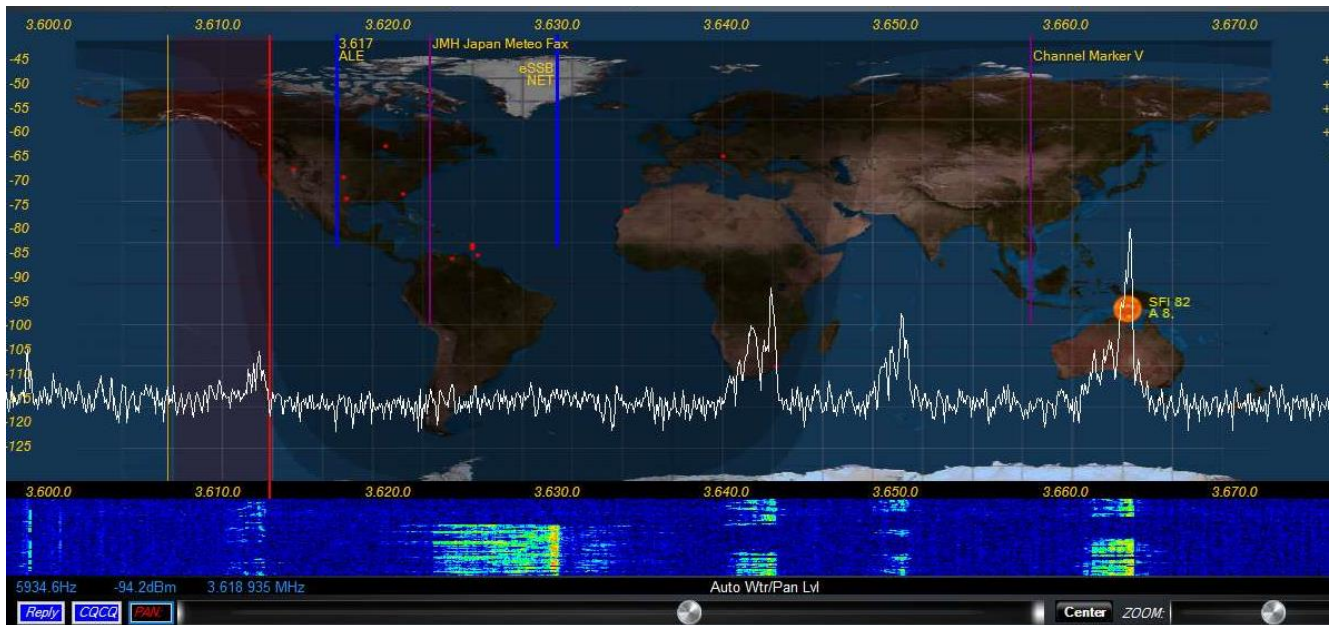 3.600.0 3.610.0 3.620.0 3.630.0 3.640.0 3.650.0 3.660.0 3.670.0
3.617
ALE
JMH Japan Meteo Fax
eSSB
NET
Channel Marker V
-45
-50
-55
-60
-65
-70
-75
-80
-85
-90
-95
-100
-105
-110
-115
-120
-125
SFI 82
A 8,
3.600.0 3.610.0 3.620.0 3.630.0 3.640.0 3.650.0 3.660.0 3.670.0
5934.6Hz -94.2dBm 3.618 935 MHz Auto Wtr/Pan Lvl
Reply CQCQ PAN: Center ZOOM: